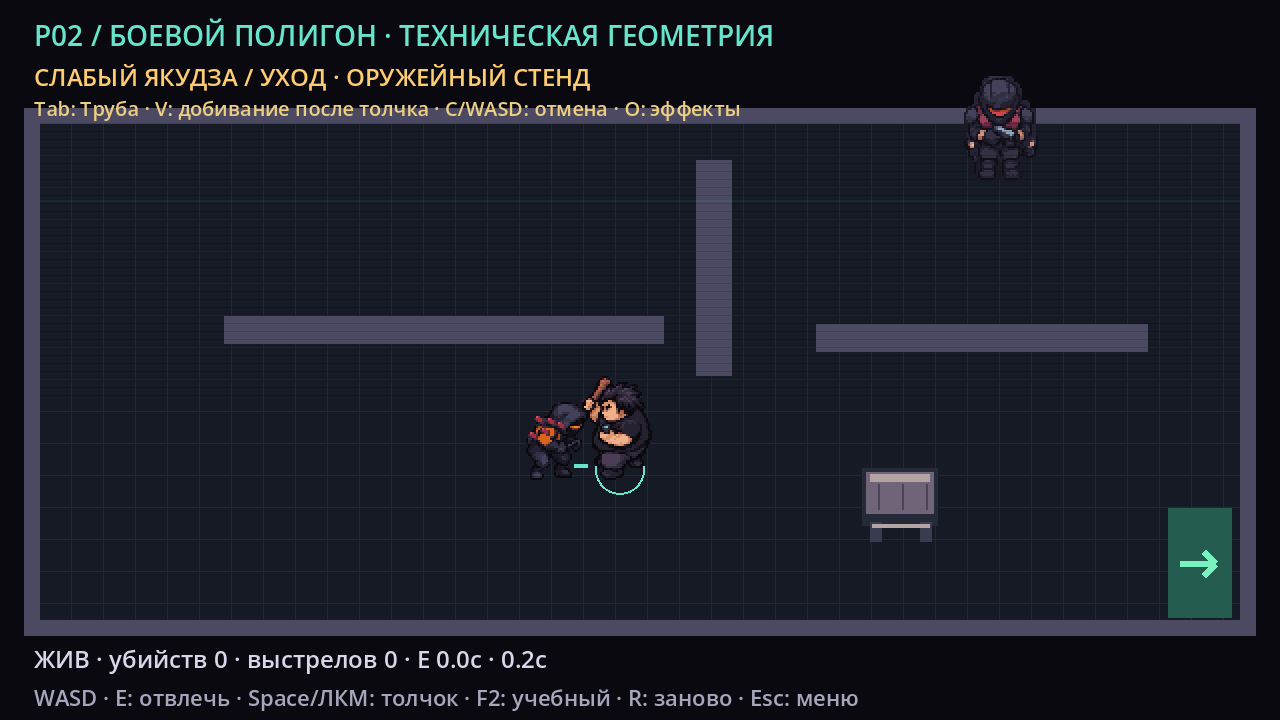 P02 / БОЕВОЙ ПОЛИГОН · ТЕХНИЧЕСКАЯ ГЕОМЕТРИЯ
СЛАБЫЙ ЯКУДЗА / УХОД · ОРУЖЕЙНЫЙ СТЕНД
Tab: Труба · V: добивание после толчка · C/WASD: отмена · O: эффекты
ЖИВ · убийств 0 · выстрелов 0 · E 0.0с · 0.2с
WASD · E: отвлечь · Space/ЛКМ: толчок · F2: учебный · R: заново · Esc: меню